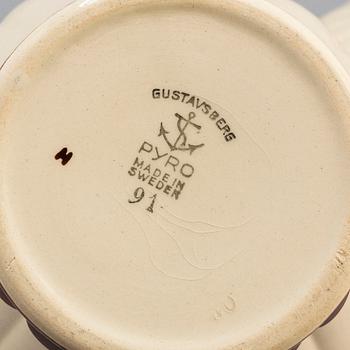 GUSTAVSBERG
PYRO
MADE IN
SWEDEN
91
H